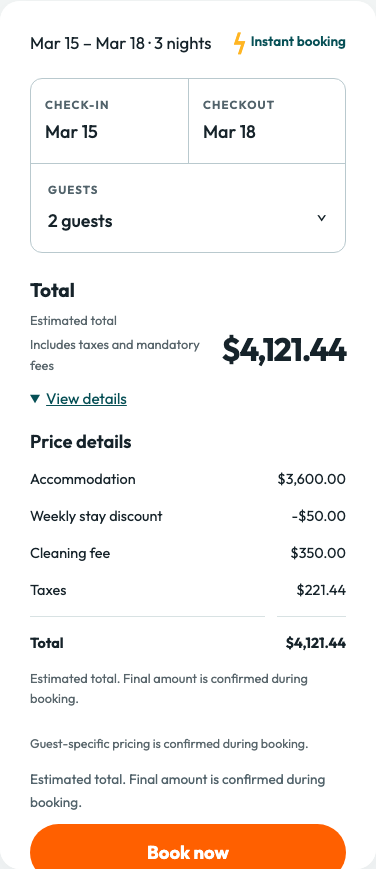 Mar 15 – Mar 18 · 3 nights
Instant booking
CHECK-IN
Mar 15
CHECKOUT
Mar 18
GUESTS
2 guests
Total
Estimated total
Includes taxes and mandatory
fees
$4,121.44
View details
Price details
Accommodation $3,600.00
Weekly stay discount -$50.00
Cleaning fee $350.00
Taxes $221.44
Total $4,121.44
Estimated total. Final amount is confirmed during
booking.
Guest-specific pricing is confirmed during booking.
Estimated total. Final amount is confirmed during
booking.
Book now